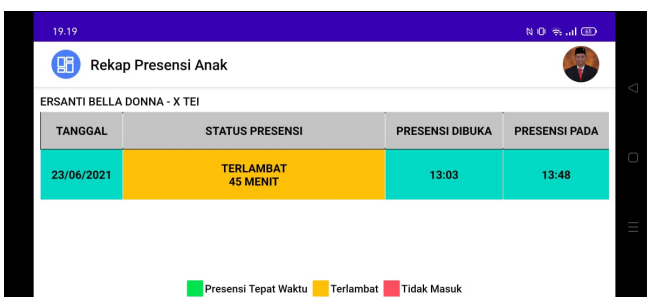 19.19
65
Rekap Presensi Anak
ERSANTI BELLA DONNA - X TEI
TANGGAL STATUS PRESENSI PRESENSI DIBUKA PRESENSI PADA
23/06/2021 TERLAMBAT 45 MENIT 13:03 13:48
Presensi Tepat Waktu Terlambat Tidak Masuk